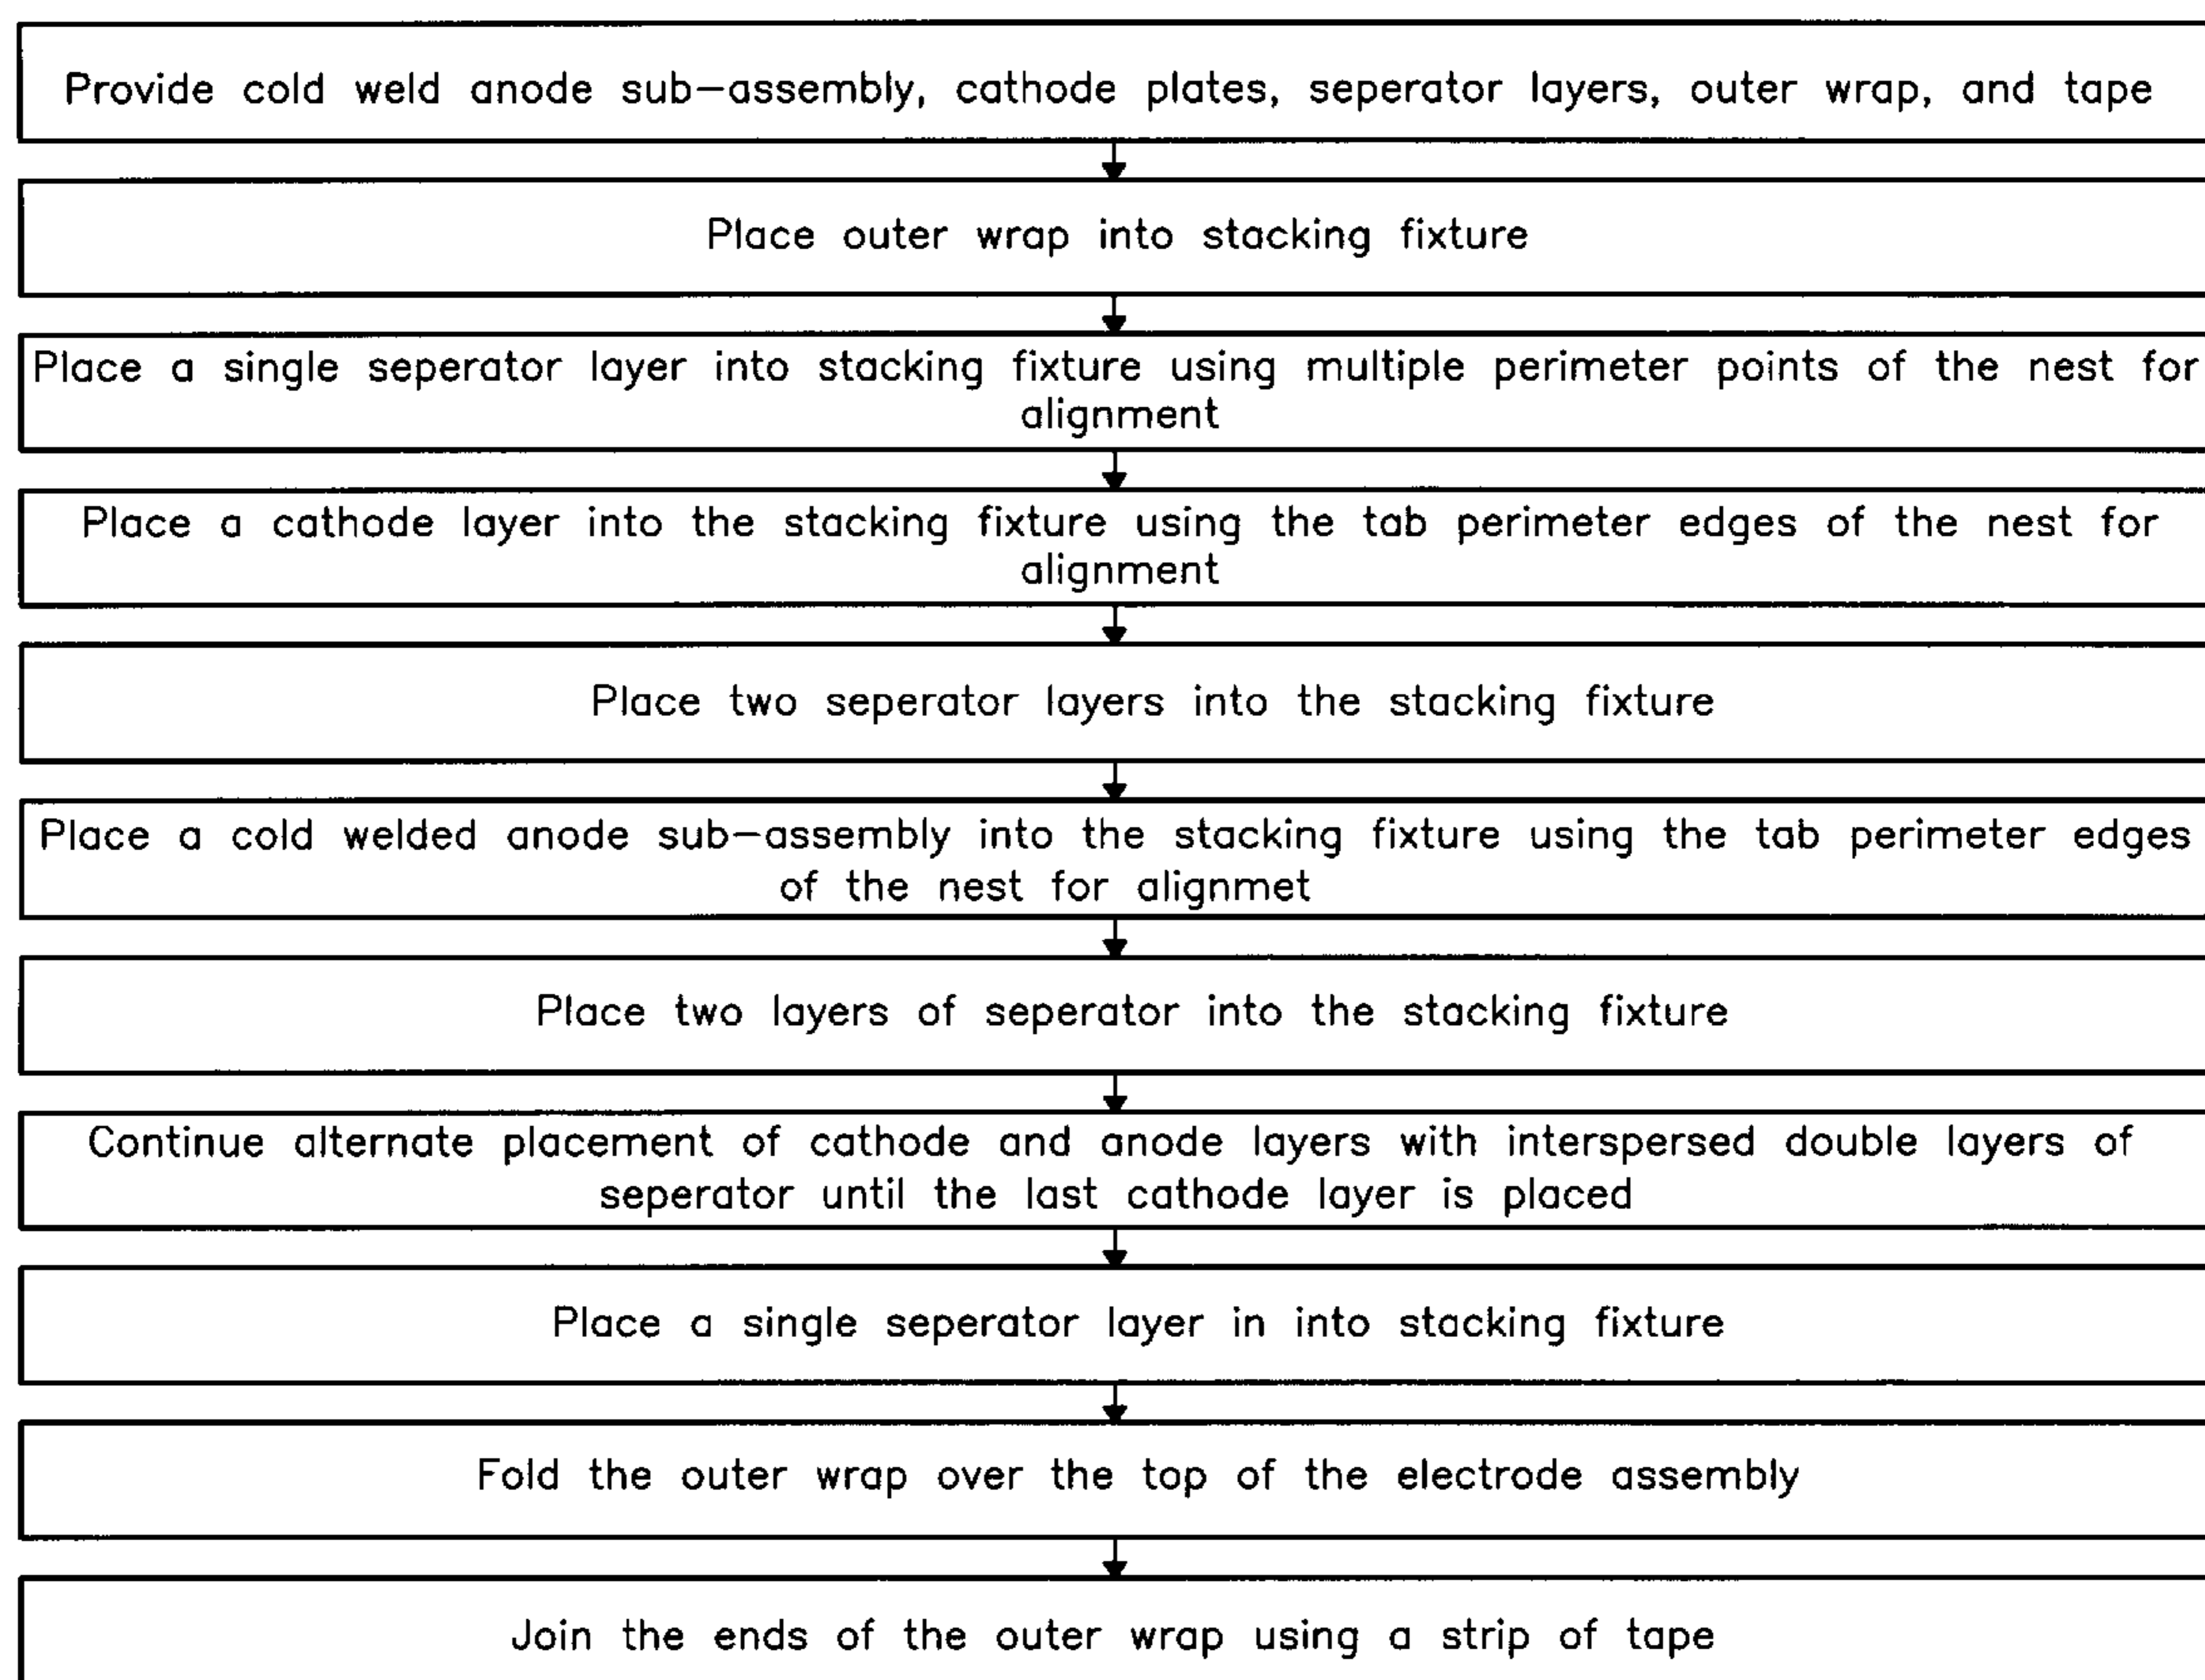 Provide cold weld anode sub-assembly, cathode plates, seperator layers, outer wrap, and tape
Place outer wrap into stacking fixture
Place a single seperator layer into stacking fixture using multiple perimeter points of the nest for
alignment
Place a cathode layer into the stacking fixture using the tab perimeter edges of the nest for
alignment
Place two seperator layers into the stacking fixture
Place a cold welded anode sub-assembly into the stacking fixture using the tab perimeter edges
of the nest for alignmet
Place two layers of seperator into the stacking fixture
Continue alternate placement of cathode and anode layers with interspersed double layers of
seperator until the last cathode layer is placed
Place a single seperator layer in into stacking fixture
Fold the outer wrap over the top of the electrode assembly
Join the ends of the outer wrap using a strip of tape